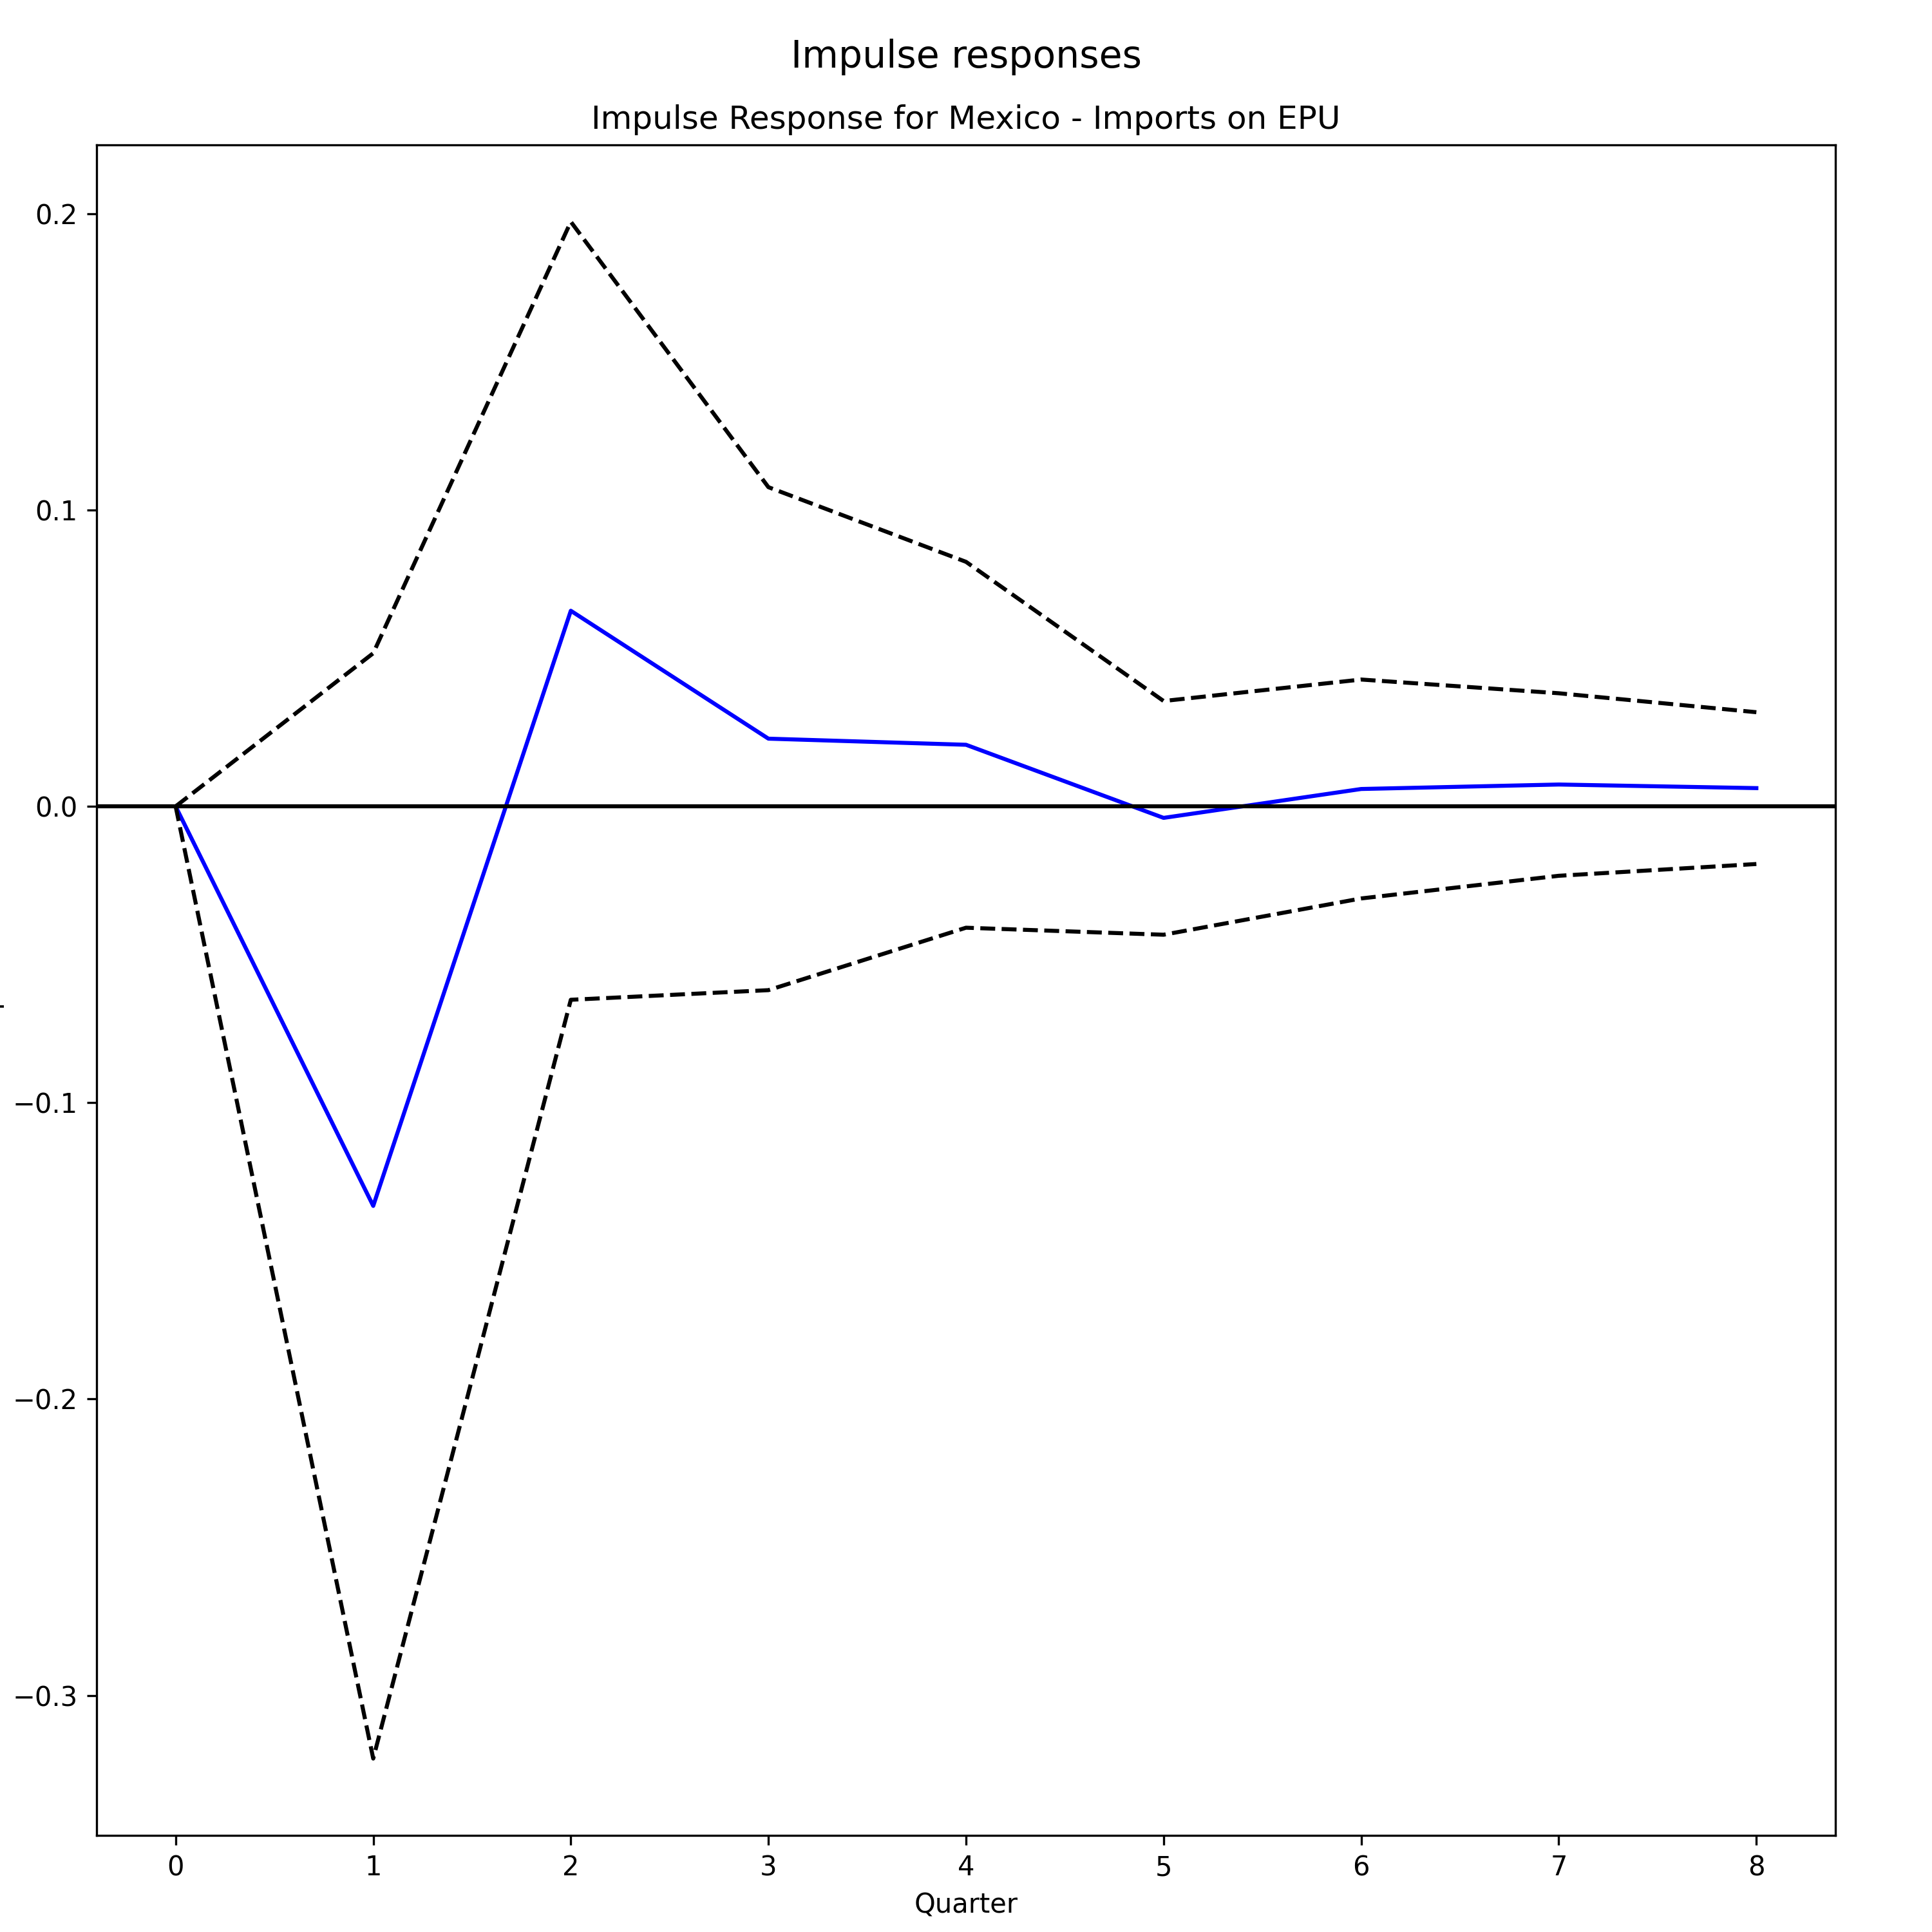 Impulse responses
Impulse Response for Mexico - Imports on EPU
0.2
0.1
0.0
−0.1
−0.2
−0.3
0 1 2 3 4 5 6 7 8
Quarter